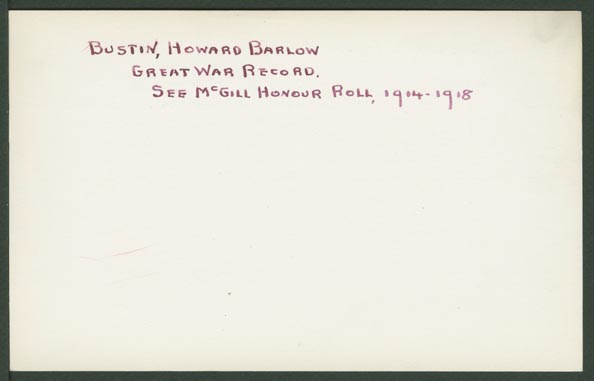 BUSTIN, HOWARD BARLOW
GREAT WAR RECORD.
SEE McGILL HONOUR ROLL, 1914-1918